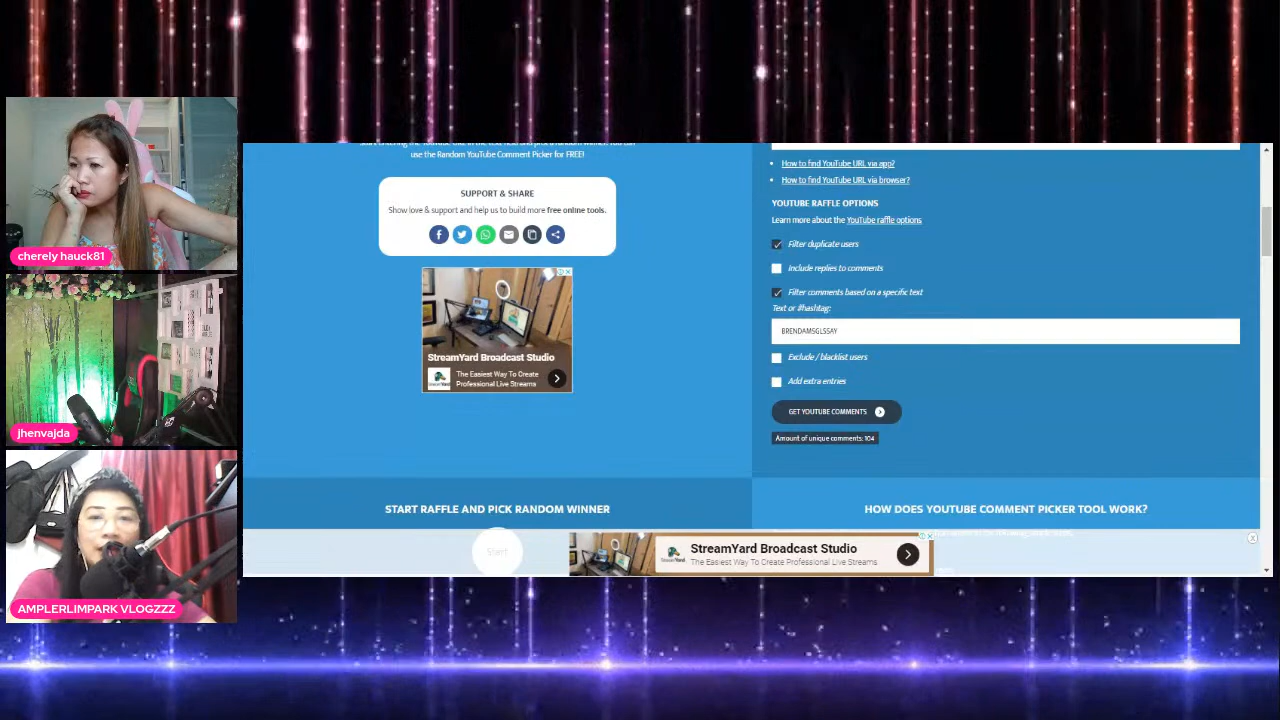 cherely hauck81
jhenvajda
AMPLERLIMPARK VLOGZZZ
use the Random YouTube Comment Picker for FREE!
SUPPORT & SHARE
Show love & support and help us to build more free online tools.
StreamYard Broadcast Studio
The Easiest Way To Create
Professional Live Streams
StreamYard
How to find YouTube URL via app?
How to find YouTube URL via browser?
YOUTUBE RAFFLE OPTIONS
Learn more about the YouTube raffle options
Filter duplicate users
Include replies to comments
Filter comments based on a specific text
Text or #hashtag:
BRENDAMSGLSSAY
Exclude / blacklist users
Add extra entries
GET YOUTUBE COMMENTS
Amount of unique comments: 104
START RAFFLE AND PICK RANDOM WINNER
HOW DOES YOUTUBE COMMENT PICKER TOOL WORK?
Start
StreamYard Broadcast Studio
The Easiest Way To Create Professional Live Streams